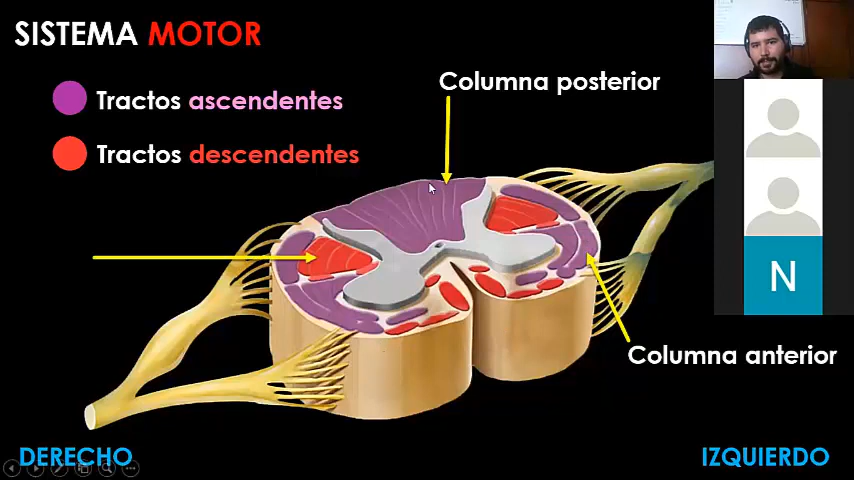 SISTEMA MOTOR
Tractos ascendentes
Tractos descendentes
Columna posterior
N
Columna anterior
DERECHO
IZQUIERDO